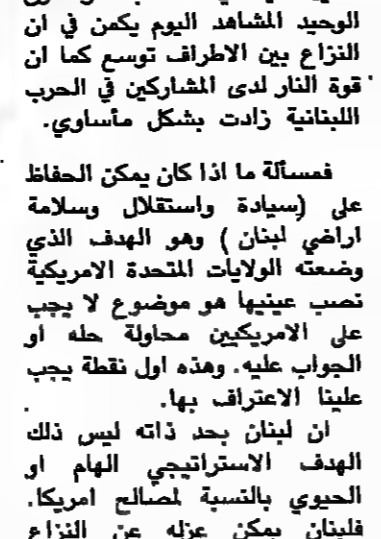 الوحيد المشاهد اليوم يكمن في ان
النزاع بين الاطراف توسع كما ان
قوة النار لدى المشاركين في الحرب
اللبنانية زادت بشكل مأساوي.
فمسألة ما اذا كان يمكن الحفاظ
على (سيادة واستقلال وسلامة
اراضي لبنان ) وهو الهدف الذي
وضعته الولايات المتحدة الامريكية
نصب عينيها هو موضوع لا يجب
على الامريكيين محاولة حله او
الجواب عليه. وهذه اول نقطة يجب
علينا الاعتراف بها.
ان لبنان بحد ذاته ليس ذلك
الهدف الاستراتيجي الهام او
الحيوي بالنسبة لمصالح امريكا.
فلبنان يمكن عزله عن النزاع